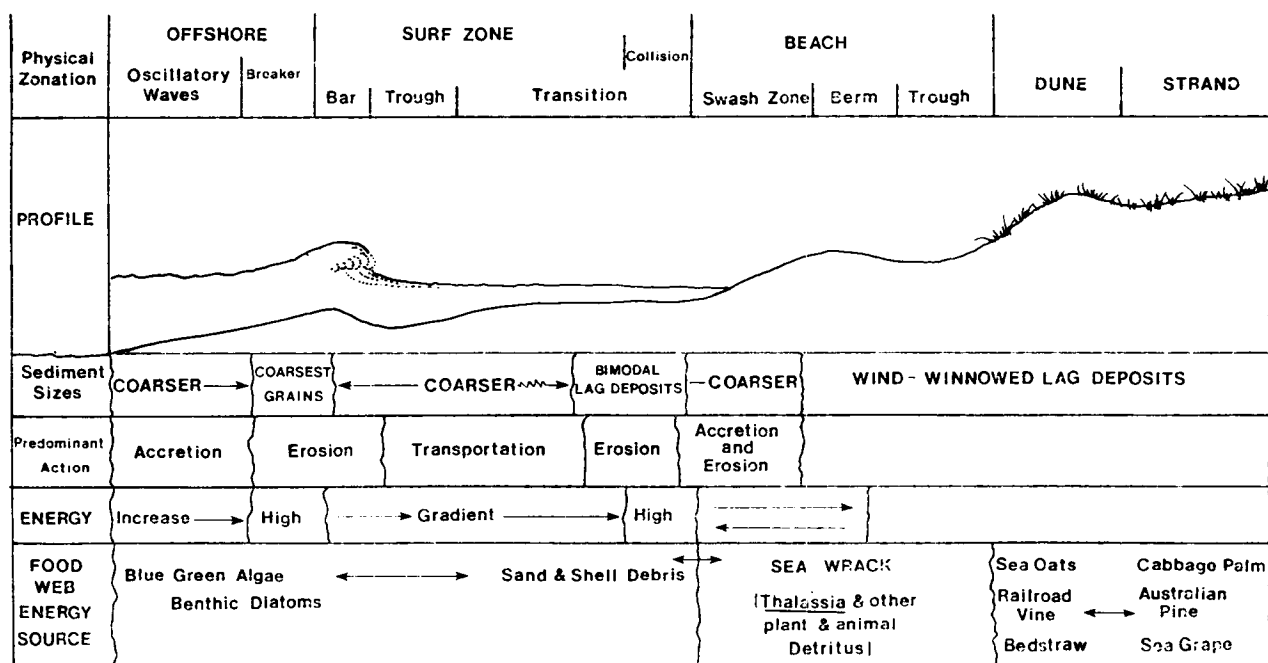 Physical
Zonation
OFFSHORE
Oscillatory
Waves
Breaker
SURF ZONE
Bar
Trough
Transition
Collision
BEACH
Swash Zone
Berm
Trough
DUNE
STRAND
PROFILE
Sediment
Sizes
COARSER
COARSEST
GRAINS
COARSER
BIMODAL
LAG DEPOSITS
COARSER
WIND - WINNOWED LAG DEPOSITS
Predominant
Action
Accretion
Erosion
Transportation
Erosion
Accretion
and
Erosion
ENERGY
Increase
High
Gradient
High
FOOD
WEB
ENERGY
SOURCE
Blue Green Algae
Benthic Diatoms
Sand & Shell Debris
SEA WRACK
[Thalassia & other
plant & animal
Detritus]
Sea Oats
Railroad
Vine
Bedstraw
Cabbago Palm
Australian
Pine
Sea Grape